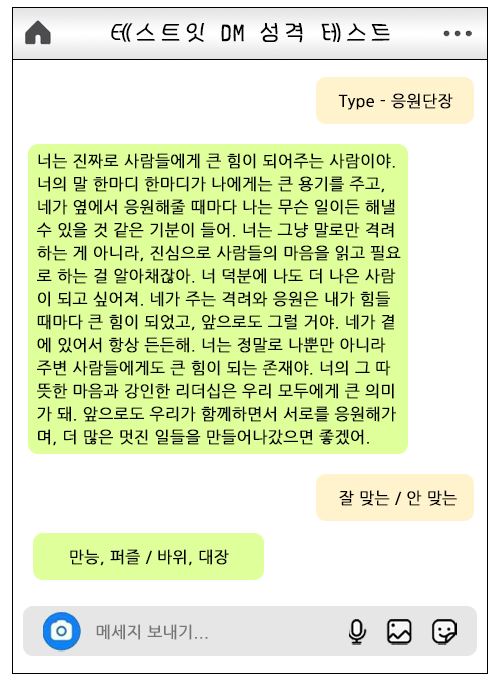 테스트잇 DM 성격 테스트
Type - 응원단장
너는 진짜로 사람들에게 큰 힘이 되어주는 사람이야.
너의 말 한마디 한마디가 나에게는 큰 용기를 주고,
네가 옆에서 응원해줄 때마다 나는 무슨 일이든 해낼
수 있을 것 같은 기분이 들어. 너는 그냥 말로만 격려
하는 게 아니라, 진심으로 사람들의 마음을 읽고 필요
로 하는 걸 알아채잖아. 너 덕분에 나도 더 나은 사람
이 되고 싶어져. 네가 주는 격려와 응원은 내가 힘들
때마다 큰 힘이 되었고, 앞으로도 그럴 거야. 네가 곁
에 있어서 항상 든든해. 너는 정말로 나뿐만 아니라
주변 사람들에게도 큰 힘이 되는 존재야. 너의 그 따
뜻한 마음과 강인한 리더십은 우리 모두에게 큰 의미
가 돼. 앞으로도 우리가 함께하면서 서로를 응원해가
며, 더 많은 멋진 일들을 만들어나갔으면 좋겠어.
잘 맞는 / 안 맞는
만능, 퍼즐 / 바위, 대장
메세지 보내기...